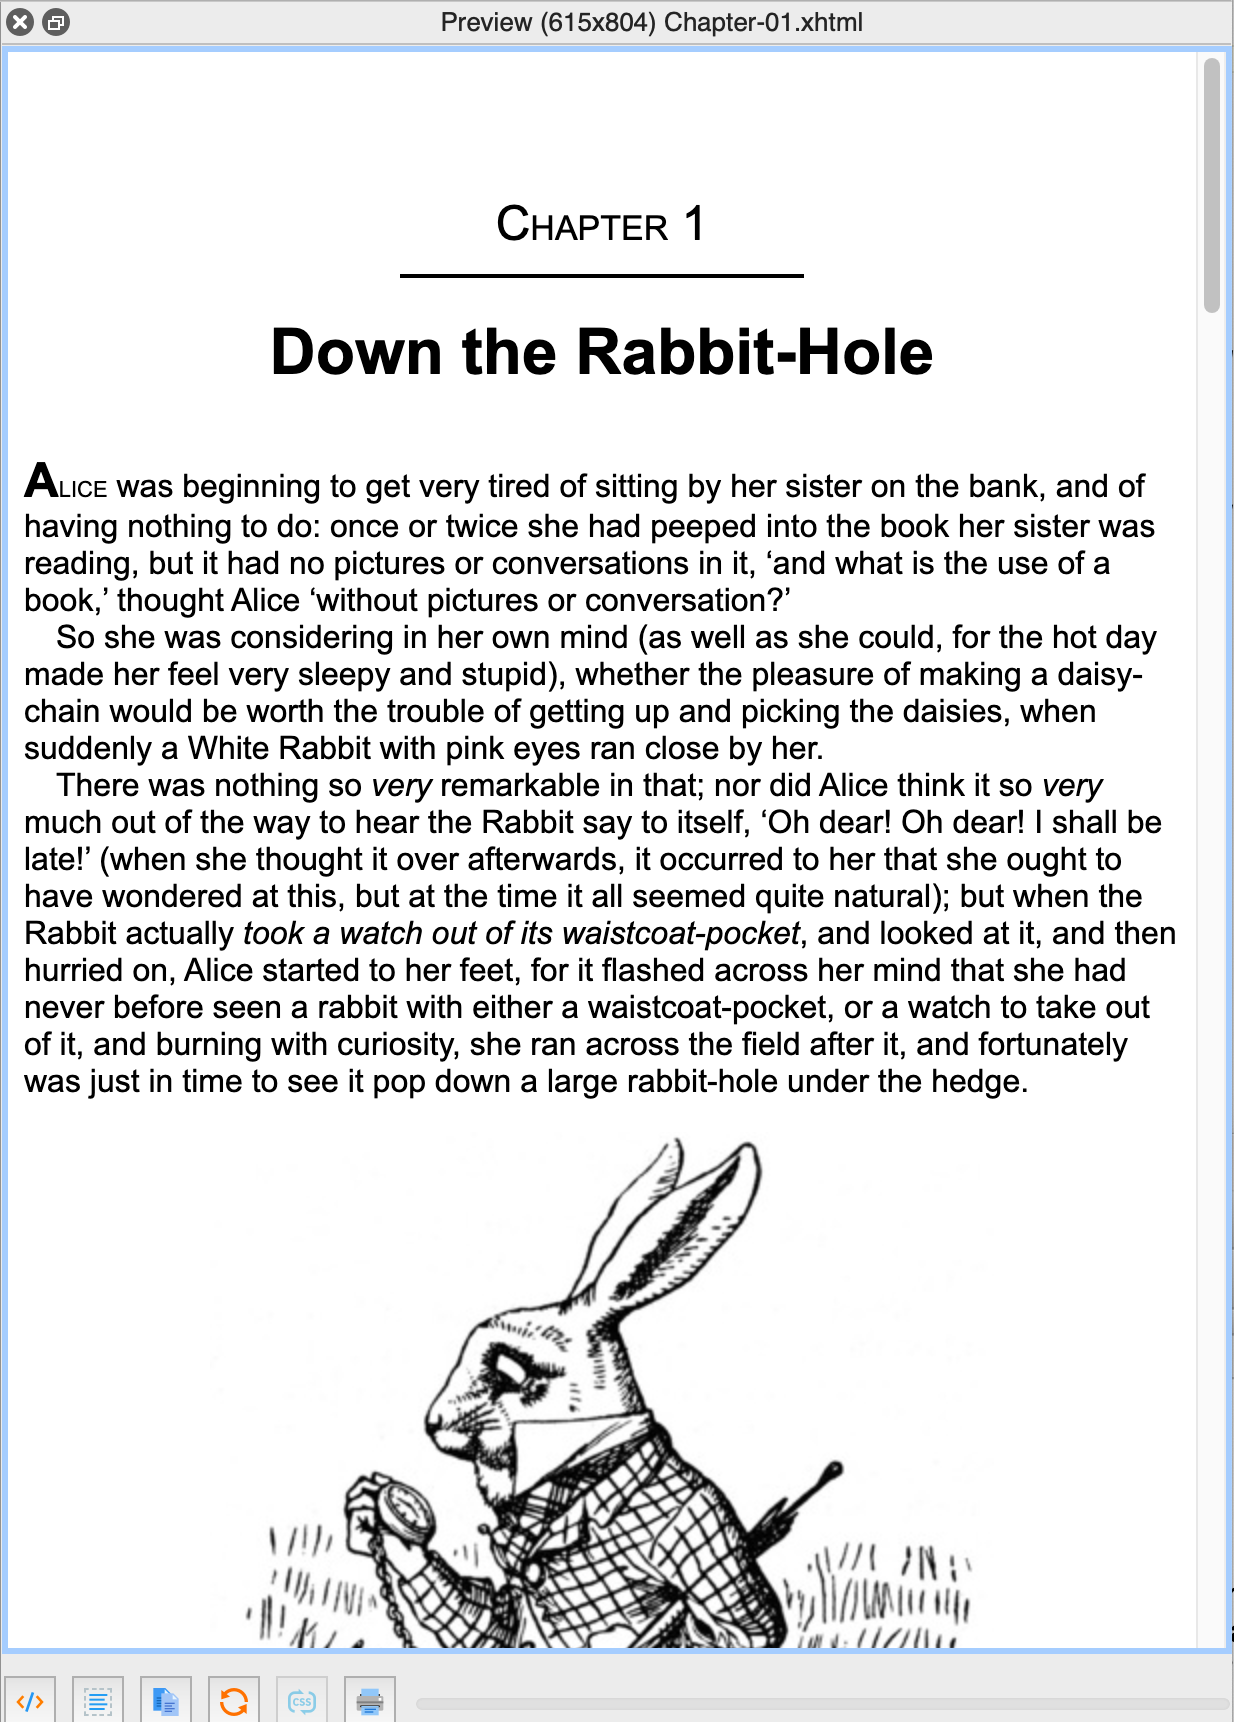 Preview (615x804) Chapter-01.xhtml
Chapter 1
Down the Rabbit-Hole
Alice was beginning to get very tired of sitting by her sister on the bank, and of
having nothing to do: once or twice she had peeped into the book her sister was
reading, but it had no pictures or conversations in it, ‘and what is the use of a
book,’ thought Alice ‘without pictures or conversation?’
So she was considering in her own mind (as well as she could, for the hot day
made her feel very sleepy and stupid), whether the pleasure of making a daisy-
chain would be worth the trouble of getting up and picking the daisies, when
suddenly a White Rabbit with pink eyes ran close by her.
There was nothing so very remarkable in that; nor did Alice think it so very
much out of the way to hear the Rabbit say to itself, ‘Oh dear! Oh dear! I shall be
late!’ (when she thought it over afterwards, it occurred to her that she ought to
have wondered at this, but at the time it all seemed quite natural); but when the
Rabbit actually took a watch out of its waistcoat-pocket, and looked at it, and then
hurried on, Alice started to her feet, for it flashed across her mind that she had
never before seen a rabbit with either a waistcoat-pocket, or a watch to take out
of it, and burning with curiosity, she ran across the field after it, and fortunately
was just in time to see it pop down a large rabbit-hole under the hedge.
</> css